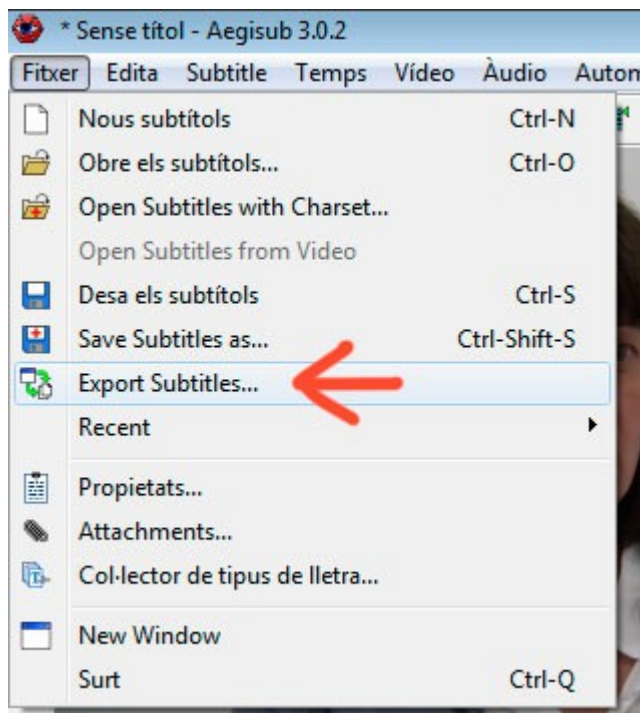 * Sense títol - Aegisub 3.0.2
Fitxer Edita Subtitle Temps Vídeo Àudio Autom
Nous subtítols Ctrl-N
Obre els subtítols... Ctrl-O
Open Subtitles with Charset...
Open Subtitles from Video
Desa els subtítols Ctrl-S
Save Subtitles as... Ctrl-Shift-S
Export Subtitles...
Recent
Propietats...
Attachments...
Col·lector de tipus de lletra...
New Window
Surt Ctrl-Q